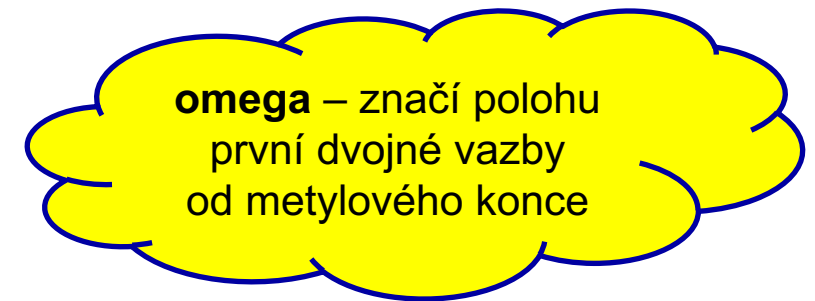 omega – značí polohu
první dvojné vazby
od metylového konce